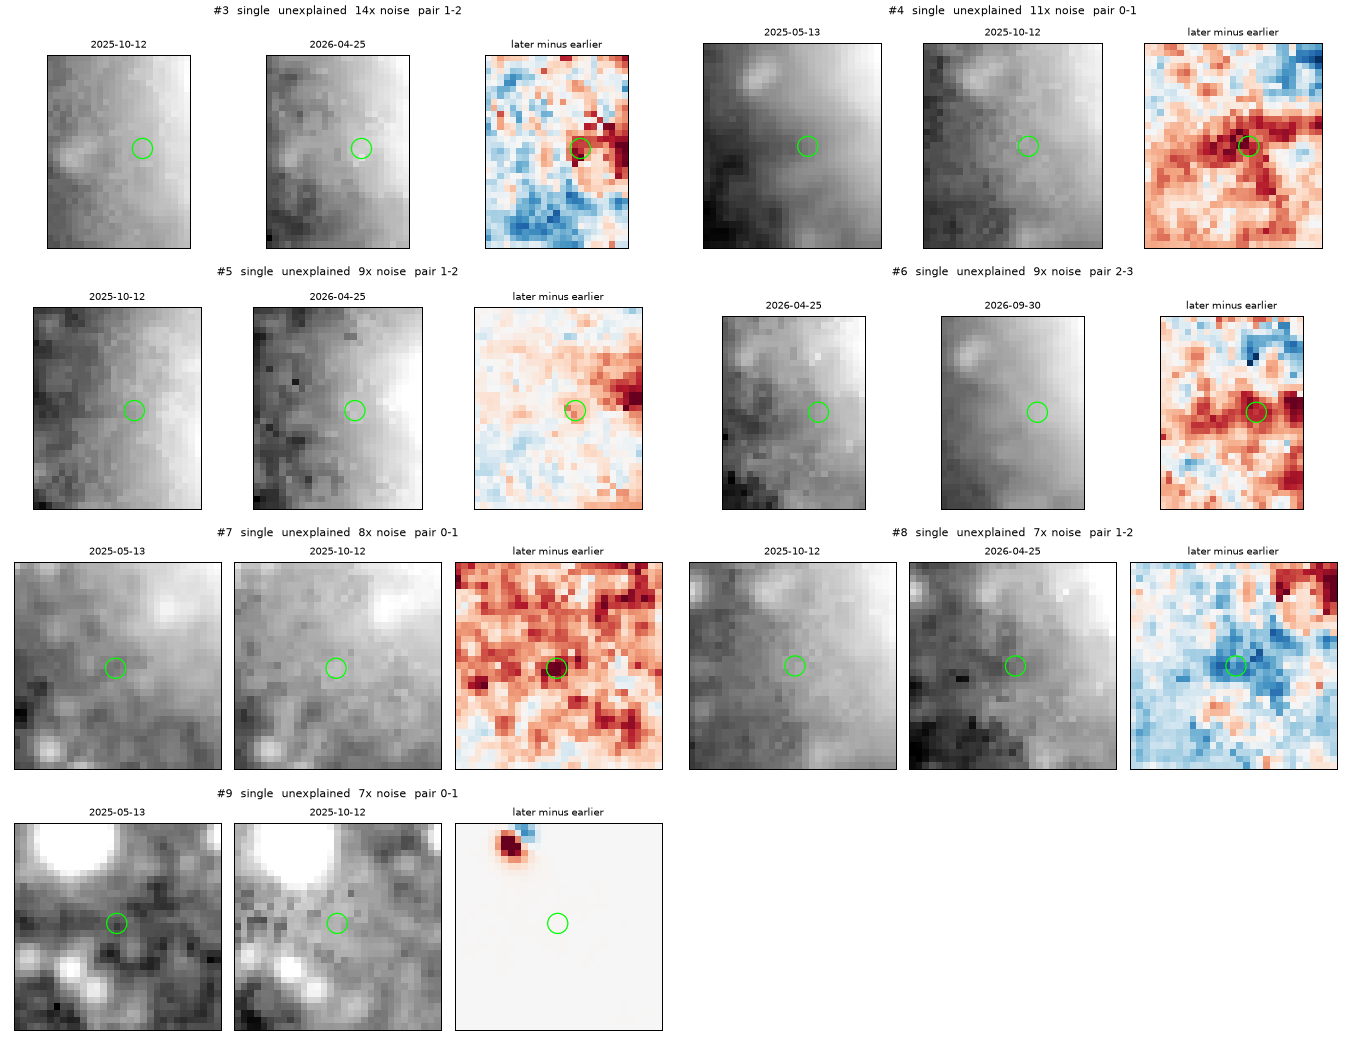 #3 single unexplained 14x noise pair 1-2
2025-10-12
2026-04-25
later minus earlier
#4 single unexplained 11x noise pair 0-1
2025-05-13
2025-10-12
later minus earlier
#5 single unexplained 9x noise pair 1-2
2025-10-12
2026-04-25
later minus earlier
#6 single unexplained 9x noise pair 2-3
2026-04-25
2026-09-30
later minus earlier
#7 single unexplained 8x noise pair 0-1
2025-05-13
2025-10-12
later minus earlier
#8 single unexplained 7x noise pair 1-2
2025-10-12
2026-04-25
later minus earlier
#9 single unexplained 7x noise pair 0-1
2025-05-13
2025-10-12
later minus earlier